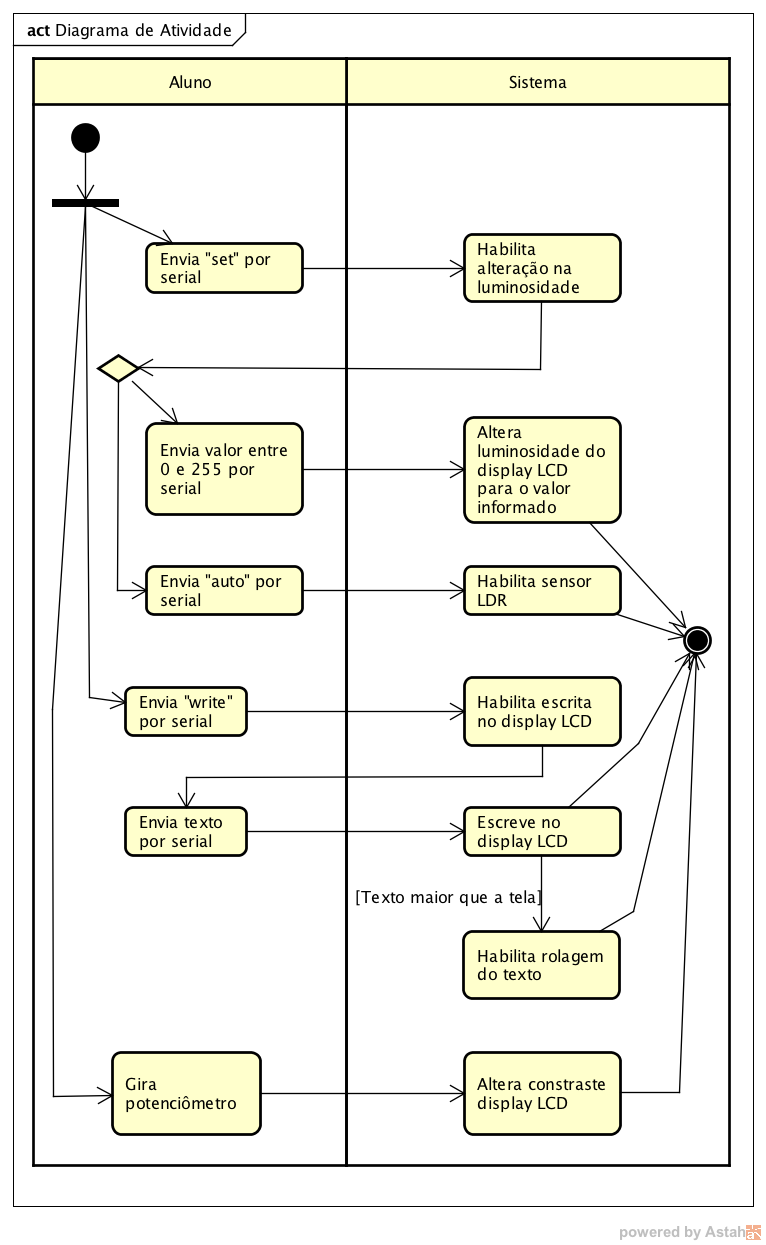 act Diagrama de Atividade
Aluno
Sistema
Envia "set" por
serial
Habilita
alteração na
luminosidade
Envia valor entre
0 e 255 por
serial
Altera
luminosidade do
display LCD
para o valor
informado
Envia "auto" por
serial
Habilita sensor
LDR
Envia "write"
por serial
Habilita escrita
no display LCD
Envia texto
por serial
Escreve no
display LCD
[Texto maior que a tela]
Habilita rolagem
do texto
Gira
potenciômetro
Altera constraste
display LCD
powered by Astah